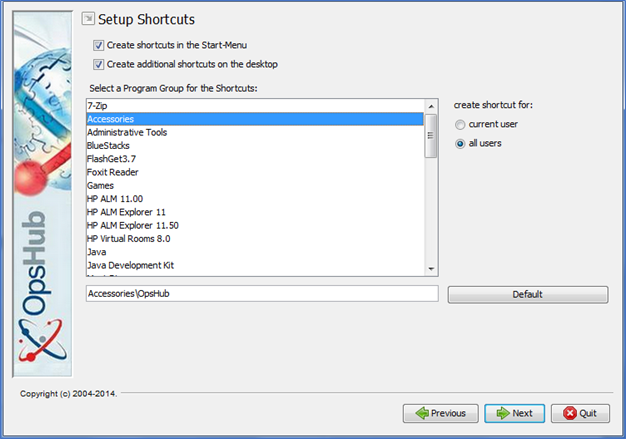 Setup Shortcuts
Create shortcuts in the Start-Menu
Create additional shortcuts on the desktop
Select a Program Group for the Shortcuts:
7-Zip
Accessories
Administrative Tools
BlueStacks
FlashGet3.7
Foxit Reader
Games
HP ALM 11.00
HP ALM Explorer 11
HP ALM Explorer 11.50
HP Virtual Rooms 8.0
Java
Java Development Kit
create shortcut for:
current user
all users
Accessories\OpsHub
Default
OpsHub
Copyright (c) 2004-2014.
Previous
Next
Quit